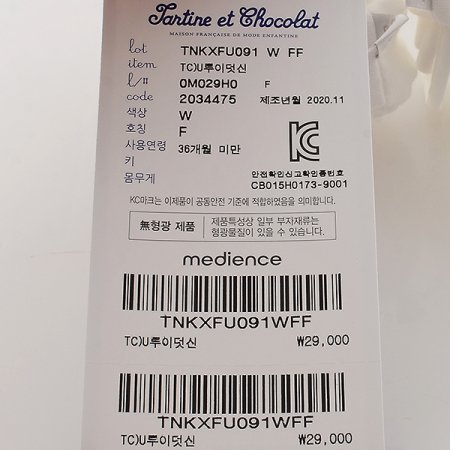 Tartine et Chocolat
MAISON FRANÇAISE DE MODE ENFANTINE
lot TNKXFU091 W FF
item TC)U루이덧신
l/# 0M029H0 F
code 2034475 제조년월 2020.11
색상 W
호칭 F
사용연령 36개월 미만
키
몸무게
안전확인신고확인증번호
CB015H0173-9001
KC마크는 이제품이 공통안전 기준에 적합하였음을 의미합니다.
無형광 제품 제품특성상 일부 부자재류는
형광물질이 있을 수 있습니다.
medience
TNKXFU091WFF
TC)U루이덧신 ₩29,000
TNKXFU091WFF
TC)U루이덧신 ₩29,000